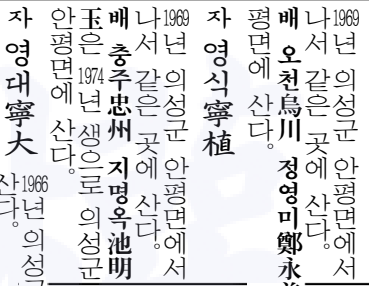 1969년 의성군 안평면에서
나서 같은 곳에 산다.
배 오천烏川 정영미鄭永
평면에 산다.
자 영식寧植
1969년 의성군 안평면에서
나서 같은 곳에 산다.
배 충주忠州 지명옥池明
玉은 1974년 생으로 의성군
안평면에 산다.
자 영대寧大
1966년 의성
산다.